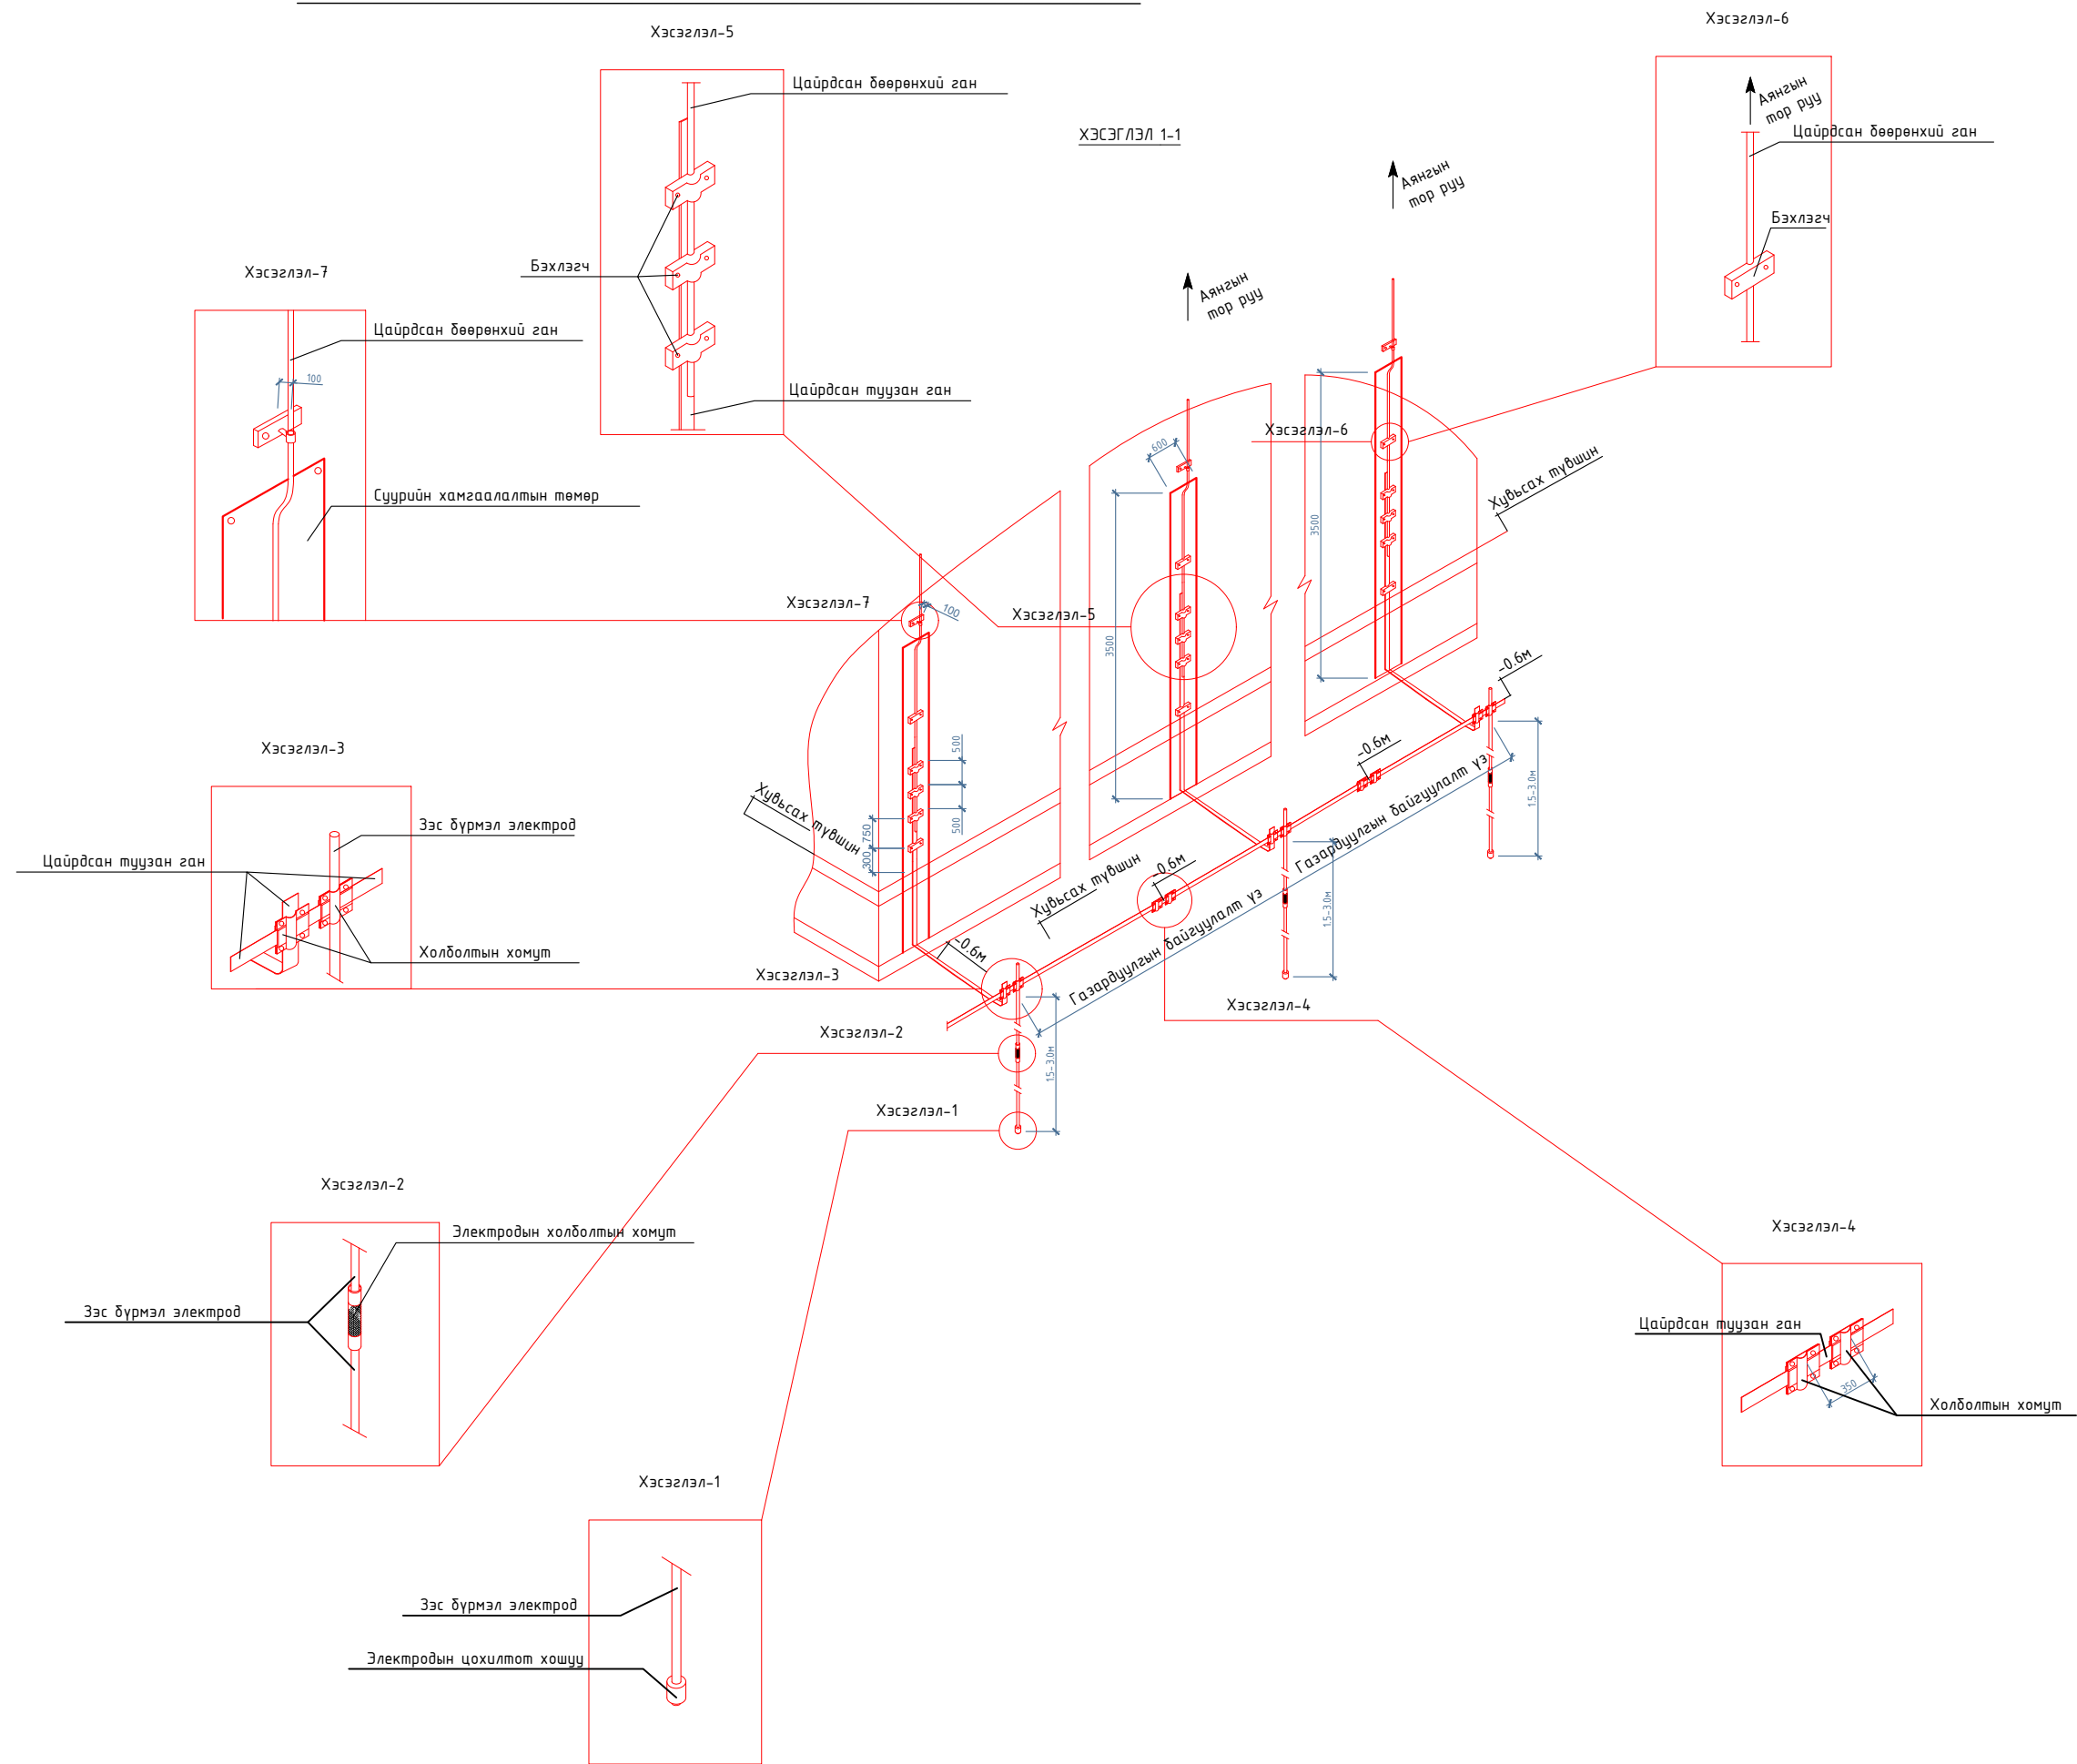 Хэсэглэл-5
Цайрдсан бөөрөнхий ган
Бэхлэгч
Цайрдсан туузан ган
Хэсэглэл-6
Аянгын
тор руу
Цайрдсан бөөрөнхий ган
Бэхлэгч
ХЭСЭГЛЭЛ 1-1
Хэсэглэл-7
Цайрдсан бөөрөнхий ган
100
Суурийн хамгаалалтын төмөр
Аянгын
тор руу
Аянгын
тор руу
600
3500
3500
Хэсэглэл-6
Хэсэглэл-5
Хэсэглэл-7
100
Хувьсах түвшин
500
500
750
300
Хувьсах түвшин
Хувьсах түвшин
-0.6м
-0.6м
-0.6м
-0.6м
Газардуулгын байгуулалт үз
Газардуулгын байгуулалт үз
1.5-3.0м
1.5-3.0м
1.5-3.0м
Хэсэглэл-3
Зэс бүрмэл электрод
Цайрдсан туузан ган
Холболтын хомут
Хэсэглэл-3
Хэсэглэл-4
Хэсэглэл-2
Хэсэглэл-1
Хэсэглэл-2
Электродын холболтын хомут
Зэс бүрмэл электрод
Хэсэглэл-4
Цайрдсан туузан ган
350
Холболтын хомут
Хэсэглэл-1
Зэс бүрмэл электрод
Электродын цохилтот хошуу